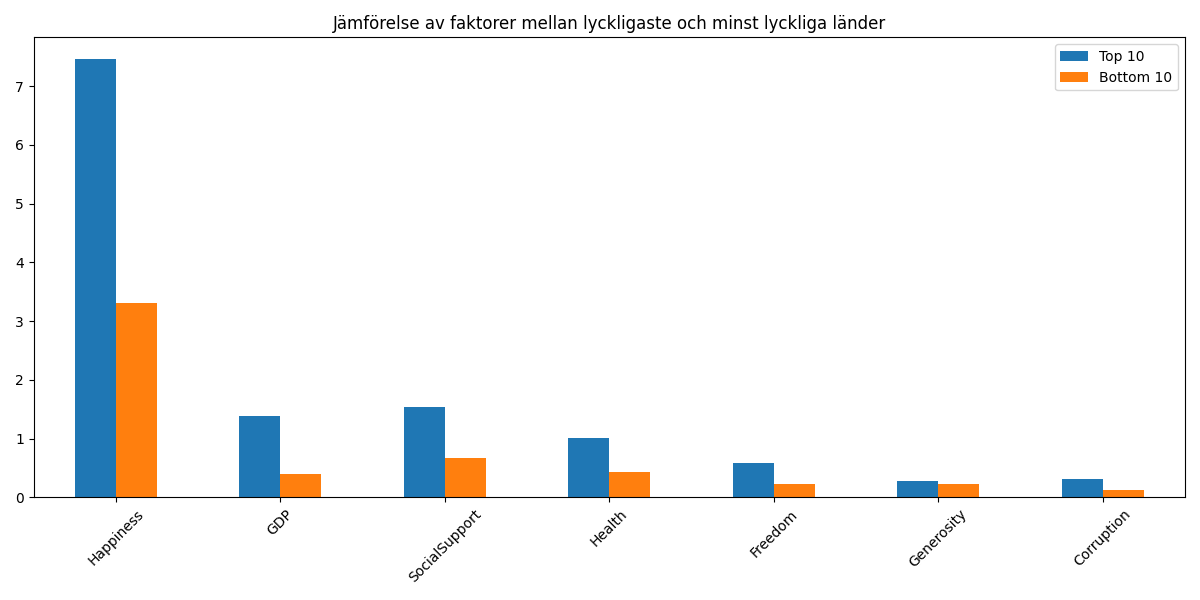 Jämförelse av faktorer mellan lyckligaste och minst lyckliga länder
Top 10
Bottom 10
7
6
5
4
3
2
1
0
Happiness
GDP
SocialSupport
Health
Freedom
Generosity
Corruption